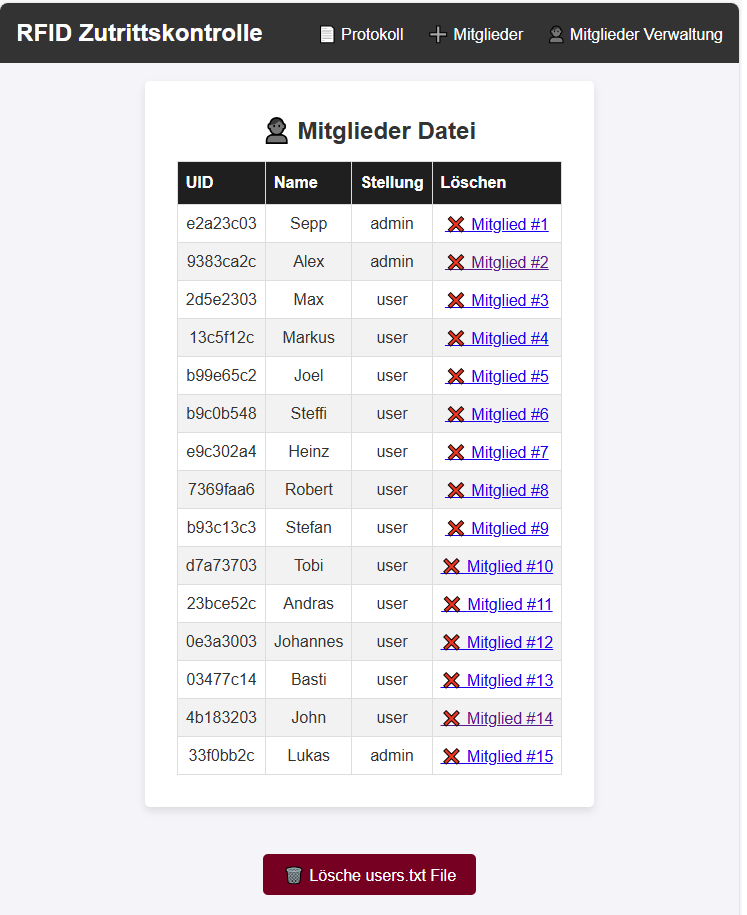 RFID Zutrittskontrolle Protokoll Mitglieder Mitglieder Verwaltung
Mitglieder Datei
UID Name Stellung Löschen
e2a23c03 Sepp admin Mitglied #1
9383ca2c Alex admin Mitglied #2
2d5e2303 Max user Mitglied #3
13c5f12c Markus user Mitglied #4
b99e65c2 Joel user Mitglied #5
b9c0b548 Steffi user Mitglied #6
e9c302a4 Heinz user Mitglied #7
7369faa6 Robert user Mitglied #8
b93c13c3 Stefan user Mitglied #9
d7a73703 Tobi user Mitglied #10
23bce52c Andras user Mitglied #11
0e3a3003 Johannes user Mitglied #12
03477c14 Basti user Mitglied #13
4b183203 John user Mitglied #14
33f0bb2c Lukas admin Mitglied #15
Lösche users.txt File